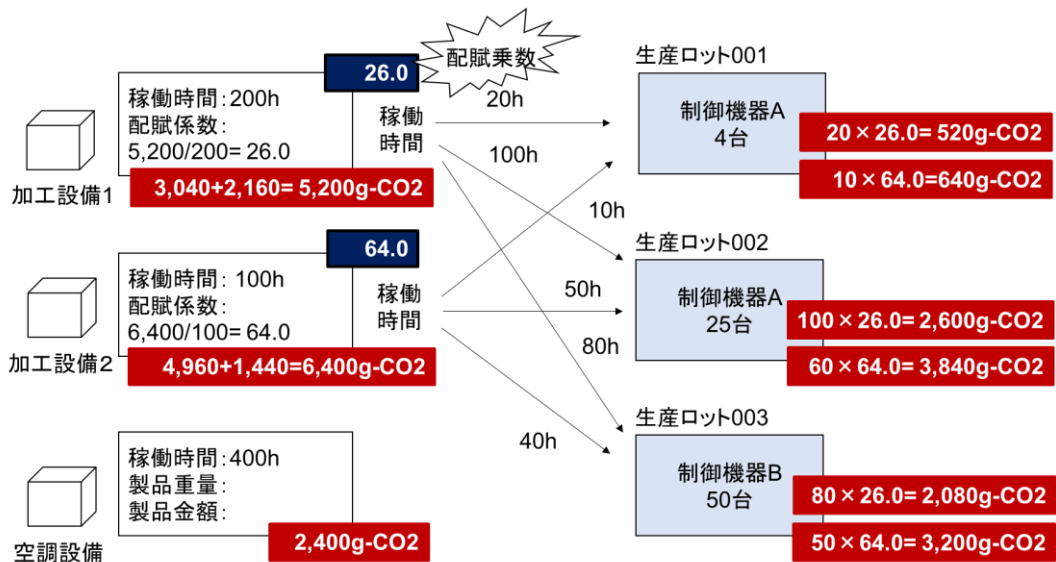 配賦乗数
26.0
稼働時間:200h
配賦係数:
5,200/200= 26.0
3,040+2,160= 5,200g-CO2
加工設備1
稼働
時間
20h
100h
80h
生産ロット001
制御機器A
4台
20×26.0= 520g-CO2
10×64.0=640g-CO2
64.0
稼働時間: 100h
配賦係数:
6,400/100= 64.0
4,960+1,440=6,400g-CO2
加工設備2
稼働
時間
10h
50h
40h
生産ロット002
制御機器A
25台
100×26.0= 2,600g-CO2
60×64.0= 3,840g-CO2
稼働時間:400h
製品重量:
製品金額:
2,400g-CO2
空調設備
生産ロット003
制御機器B
50台
80×26.0= 2,080g-CO2
50×64.0= 3,200g-CO2